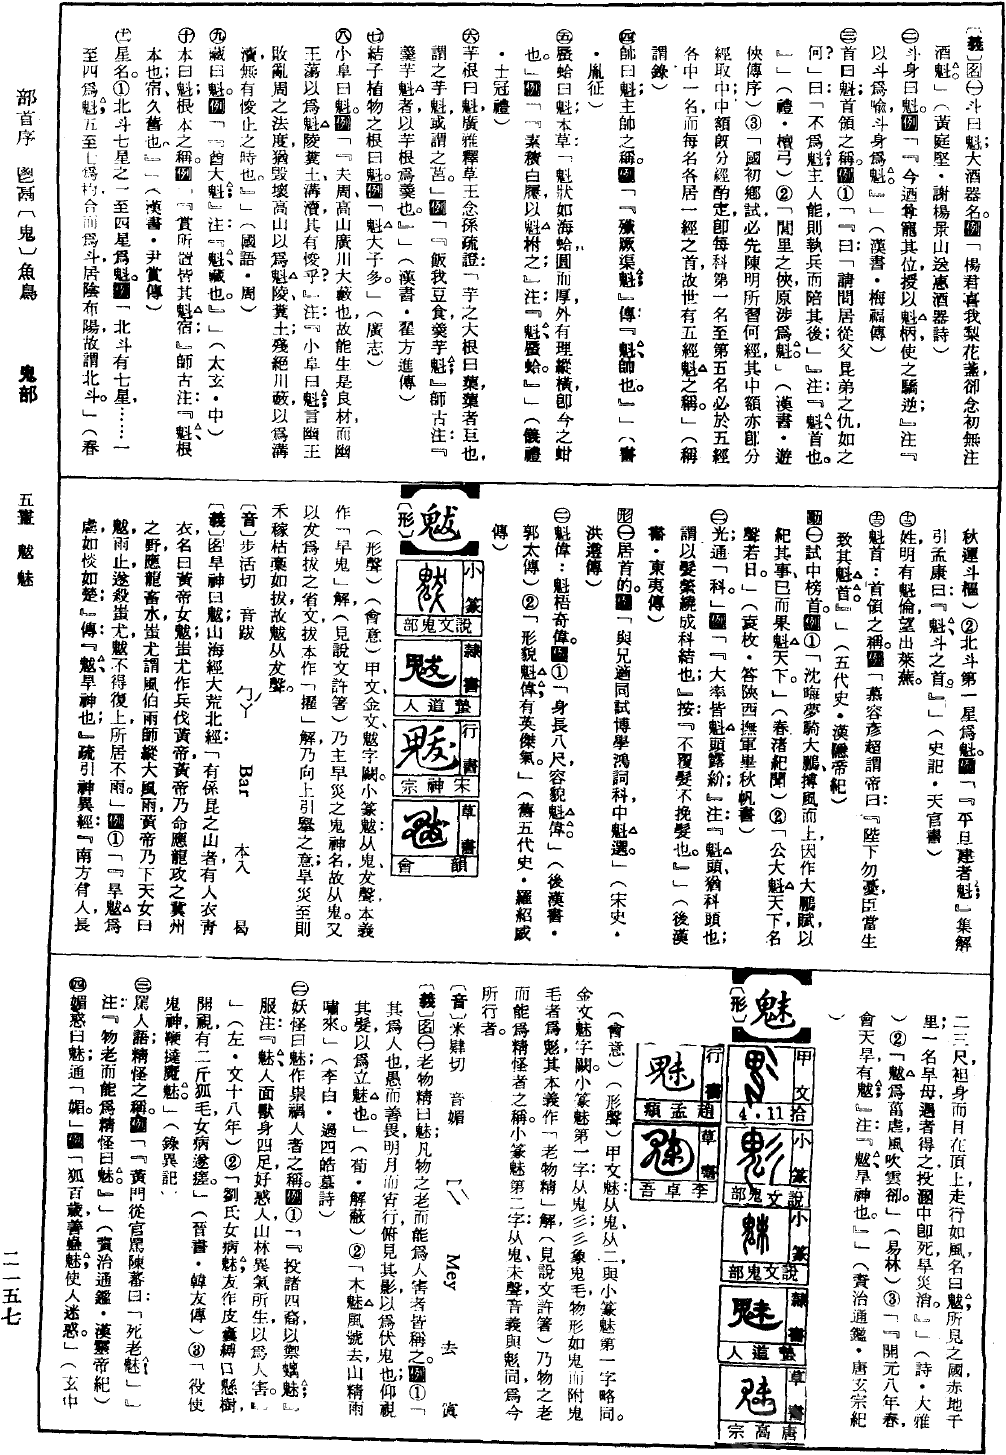 〔義〕名㊀斗曰魁大酒器名。例「楊君喜我梨花盞卻念初無注
酒魁。」(黃庭堅·謝楊景山送惠酒器詩)
㊁斗身曰魁。例「『今迺尊寵其位授以魁柄使之驕逆』注『
以斗爲喻斗身爲魁。』」(漢書·梅福傳)
㊂首曰魁首領之稱。例①「『曰「請問居從父昆弟之仇如之
何?」曰「不爲魁主人能則執兵而陪其後」』注『魁首也。
』」(禮·檀弓)②「閭里之俠原涉爲魁。」(漢書·遊
俠傳序)③「國初鄉試必先陳明所習何經其中額亦卽分
經取中中額旣分經酌定卽每科第一名至第五名必於五經
各中一名而每名各居一經之首故世有五經魁之稱。」(稱
謂錄)
㊃帥曰魁主帥之稱。例「『殲厥渠魁』傳『魁帥也。』」(書
·胤征)
㊄蜃蛤曰魁本草「魁狀如海蛤圓而厚外有理縱橫卽今之蚶
也。」例「『素積白屨以魁柎之』注『魁蜃蛤。』」(儀禮
·士冠禮)
㊅芋根曰魁廣雅釋草王念孫疏證「芋之大根曰蕖蕖者巨也,
謂之芋魁或謂之莒。」例「『飯我豆食羹芋魁』師古注『
羹芋魁者以芋根爲羹也。』」(漢書·翟方進傳)
㊆結子植物之根曰魁。例「魁大子多。」(廣志)
㊇小阜曰魁。例「『夫周高山廣川大藪也故能生是良材而幽
王蕩以爲魁陵糞土溝瀆其有悛乎?』注『小阜曰魁言幽王
敗亂周之法度猶毀壞高山以爲魁陵糞土殘絕川藪以爲溝
瀆無有悛止之時也。』」(國語·周)
㊈藏曰魁。例「『酋大魁』注『魁藏也。』」(太玄·中)
㊉本曰魁根本之稱。例「『賞所置皆其魁宿』師古注『魁根
本也宿久舊也。』」(漢書·尹賞傳)
(十一)星名。①北斗七星之一至四星爲魁。例「北斗有七星……一
至四爲魁五至七爲杓合而爲斗居陰布陽故謂北斗。」(春
秋運斗樞)②北斗第一星爲魁。例「『平旦建者魁』集解
引孟康曰『魁斗之首。』」(史記·天官書)
(十二)姓明有魁倫望出萊蕪。
(十三)魁首:首領之稱。例「慕容彥超謂帝曰『陛下勿憂臣當生
致其魁首。』」(五代史·漢隱帝紀)
動㊀試中榜首。例①「沈晦夢騎大鵬搏風而上因作大鵬賦以
紀其事已而果魁天下。」(春渚紀聞)②「公大魁天下名
聲若日。」(袁枚·答陝西撫軍畢秋帆書)
㊁光通「科。」例「『大率皆魁頭露紒』注『魁頭猶科頭也;
謂以髮縈繞成科結也』按『不覆髮不挽髮也。』」(後漢
書·東夷傳)
形㊀居首的。例「與兄适同試博學鴻詞科中魁選。」(宋史·
洪遵傳)
㊁魁偉:魁梧奇偉。例①「身長八尺容貌魁偉」(後漢書·
郭太傳)②「形貌魁偉有英傑氣。」(舊五代史·羅紹威
傳)
魃
〔形〕
小篆 說文鬼部
隸書 蟄道人
行書 宋神宗
草書 韻會
(形聲)(會意)甲文、金文魃字闕。小篆魃从鬼、犮聲本義
作「旱鬼」解(見說文許箸)乃主旱災之鬼神名故从鬼。又
以犮爲拔之省文拔本作「擢」解乃向上引擧之意旱災至則
禾稼枯藁如拔故魃从犮聲。
〔音〕步活切 音跋 ㄅㄚˊ Bar 本入 曷
〔義〕名旱神曰魃山海經大荒北經「有係昆之山者有人衣靑
衣名曰黃帝女魃蚩尤作兵伐黃帝黃帝乃命應龍攻之冀州
之野應龍畜水蚩尤謂風伯雨師縱大風雨黃帝乃下天女曰
魃雨止遂殺蚩尤魃不得復上所居不雨」例①「『旱魃爲
虐如惔如焚』傳『魃旱神也』疏引神異經『南方有人長
二三尺袒身而目在頂上走行如風名曰魃所見之國赤地千
里一名旱母遇者得之投溷中卽死旱災消。』」(詩·大雅
)②「魃爲菑虐風吹雲卻」(易林)③「『開元八年春
會天旱有魃』注『魃旱神也。』」(資治通鑑·唐玄宗紀
)
魅
〔形〕
甲文 拾4.11
小篆 說文鬼部
小篆 說文鬼部
隸書 蟄道人
草書 唐高宗
行書 趙孟頫
草書 李卓吾
(會意)(形聲)甲文魅从鬼从二與小篆魅第一字略同。
金文魅字闕。小篆魅第一字从鬼彡彡象鬼毛物形如鬼而附鬼
毛者爲鬽其本義作「老物精」解(見說文許箸)乃物之老
而能爲精怪者之稱。小篆魅第二字从鬼、未聲音義與鬽同爲今
所行者。
〔音〕米肆切 音媚 ㄇㄟˋ Mey 去 寘
〔義〕名㊀老物精曰魅凡物之老而能爲人害者皆稱之。例①「
其爲人也愚而善畏明月而宵行俯見其影以爲伏鬼也仰視
其髮以爲立魅也。」(荀·解蔽)②「木魅風號去山精雨
嘯來。」(李白·過四皓墓詩)
㊁妖怪曰魅作祟禍人者之稱。例①「『投諸四裔以禦螭魅』
服注『魅人面獸身四足好惑人山林異氣所生以爲人害。』
」(左·文十八年)②「劉氏女病魅友作皮囊縛口懸樹,
開視有二斤狐毛女病遂瘥。」(晉書·韓友傳)③「役使
鬼神鞭撻魔魅。」(錄異記)
㊂罵人語精怪之稱。例「『黃門從官罵陳蕃曰「死老魅」』
注『物老而能爲精怪曰魅。』」(資治通鑑·漢靈帝紀)
㊃媚惑曰魅通「媚。」例「狐百歲善蠱魅使人迷惑。」(玄中
部首序 鬯鬲〔鬼〕魚鳥 鬼部 五畫 魃 魅 二一五七